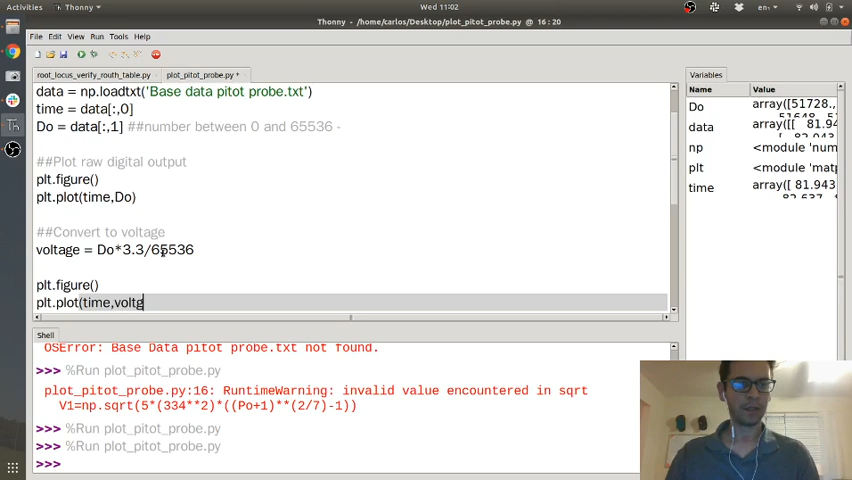 Activities Thonny Wed 11:02 en
Thonny - /home/carlos/Desktop/plot_pitot_probe.py @ 16 : 20
File Edit View Run Tools Help
root_locus_verify_routh_table.py plot_pitot_probe.py *
data = np.loadtxt('Base data pitot probe.txt')
time = data[:,0]
Do = data[:,1] ##number between 0 and 65536 -
##Plot raw digital output
plt.figure()
plt.plot(time,Do)
##Convert to voltage
voltage = Do*3.3/65536
plt.figure()
plt.plot(time,voltg
Shell
OSError: Base Data pitot probe.txt not found.
>>> %Run plot_pitot_probe.py
plot_pitot_probe.py:16: RuntimeWarning: invalid value encountered in sqrt
V1=np.sqrt(5*(334**2)*((Po+1)**(2/7)-1))
>>> %Run plot_pitot_probe.py
>>> %Run plot_pitot_probe.py
>>>
Variables
Name Value
Do array([51728.,
data array([[ 81.94
np <module 'num
plt <module 'matp
time array([ 81.943